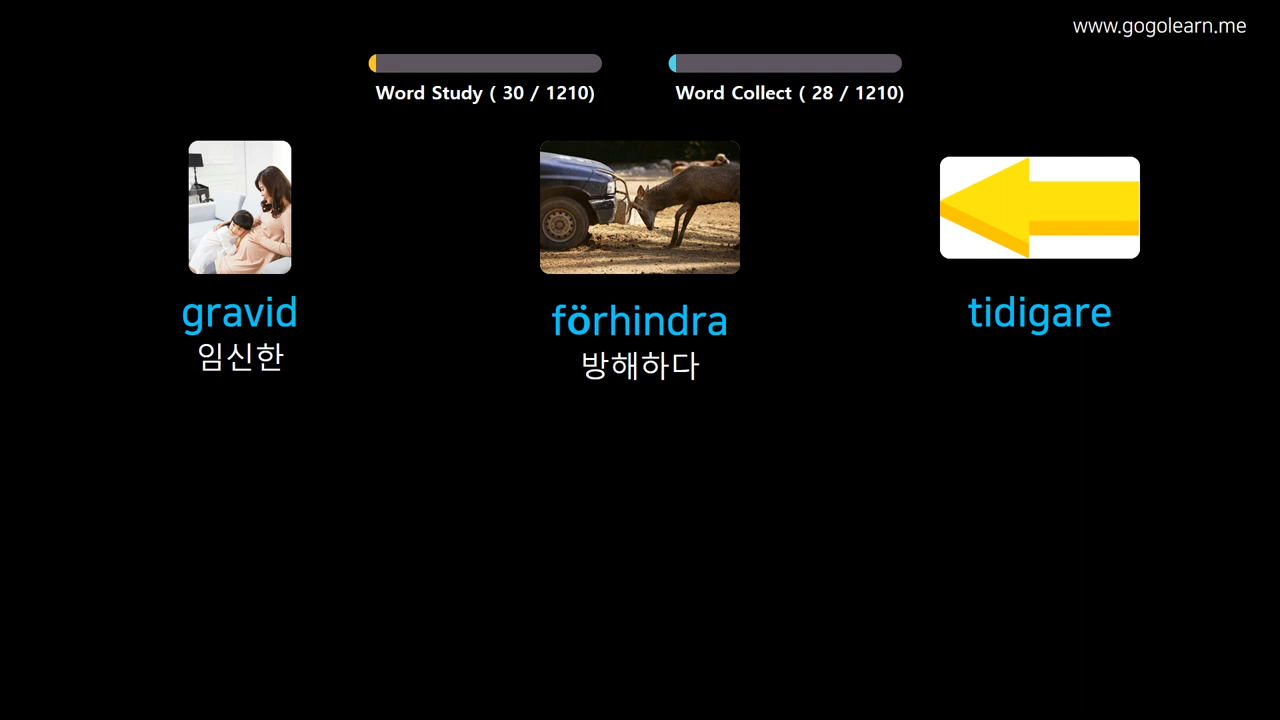 www.gogolearn.me
Word Study ( 30 / 1210)
Word Collect ( 28 / 1210)
gravid
임신한
förhindra
방해하다
tidigare